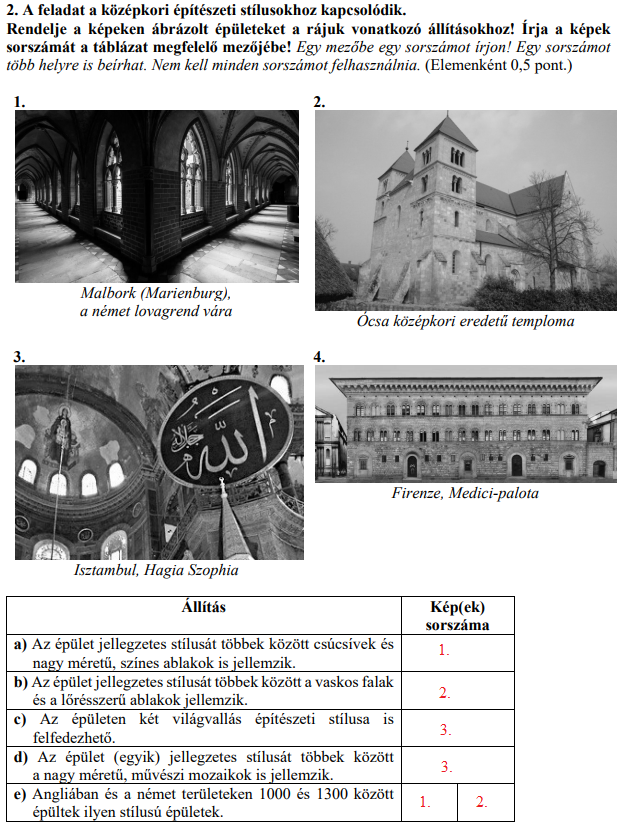 2. A feladat a középkori építészeti stílusokhoz kapcsolódik.
Rendelje a képeken ábrázolt épületeket a rájuk vonatkozó állításokhoz! Írja a képek
sorszámát a táblázat megfelelő mezőjébe! Egy mezőbe egy sorszámot írjon! Egy sorszámot
több helyre is beírhat. Nem kell minden sorszámot felhasználnia. (Elemenként 0,5 pont.)
1.
2.
Malbork (Marienburg),
a német lovagrend vára
Ócsa középkori eredetű temploma
3.
4.
الله
جل جلاله
Isztambul, Hagia Szophia
Firenze, Medici-palota
Állítás
Kép(ek)
sorszáma
a) Az épület jellegzetes stílusát többek között csúcsívek és
nagy méretű, színes ablakok is jellemzik.
1.
b) Az épület jellegzetes stílusát többek között a vaskos falak
és a lőrésszerű ablakok jellemzik.
2.
c) Az épületen két világvallás építészeti stílusa is
felfedezhető.
3.
d) Az épület (egyik) jellegzetes stílusát többek között
a nagy méretű, művészi mozaikok is jellemzik.
3.
e) Angliában és a német területeken 1000 és 1300 között
épültek ilyen stílusú épületek.
1. 2.